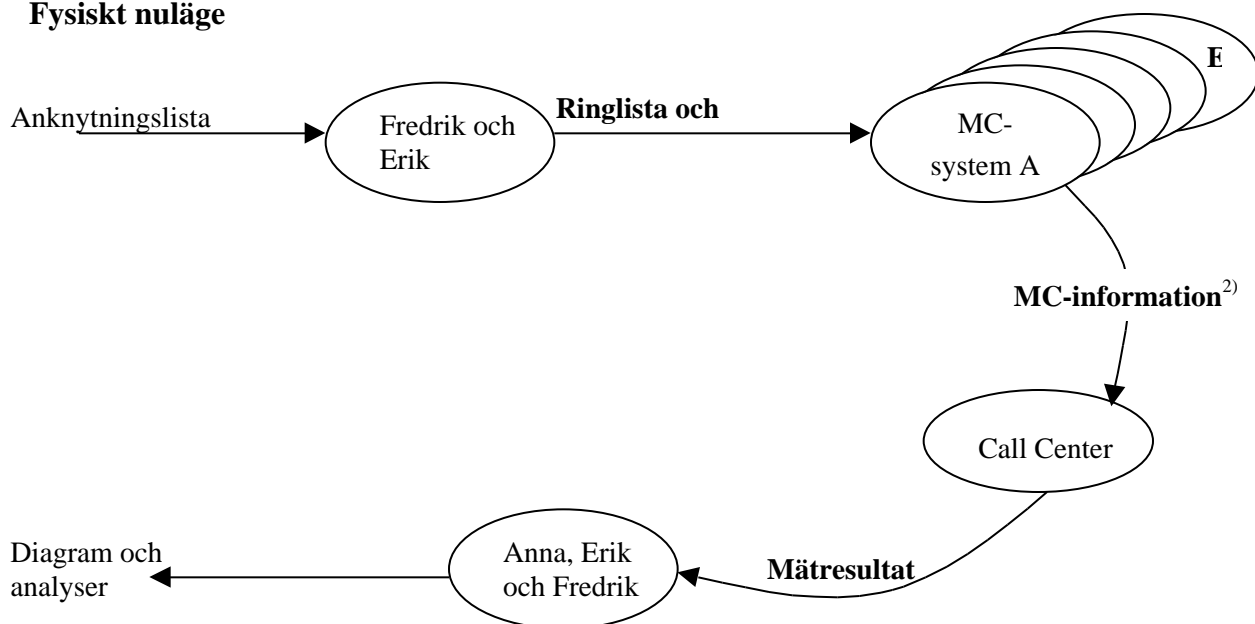 Fysiskt nuläge
E
Anknytningslista
Fredrik och
Erik
Ringlista och
MC-
system A
MC-information²⁾
Call Center
Diagram och
analyser
Anna, Erik
och Fredrik
Mätresultat